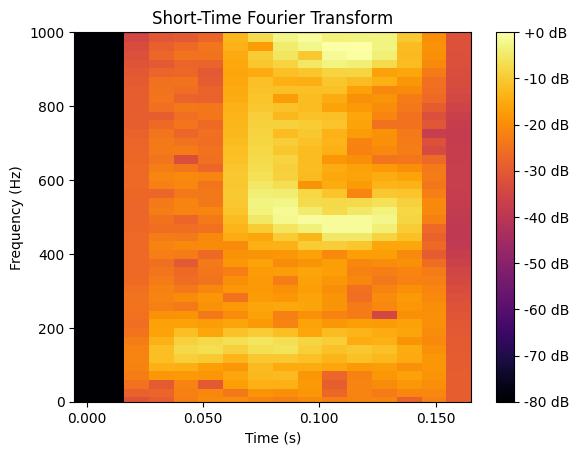 Short-Time Fourier Transform
1000
800
600
400
200
0
Frequency (Hz)
0.000
0.050
0.100
0.150
Time (s)
+0 dB
-10 dB
-20 dB
-30 dB
-40 dB
-50 dB
-60 dB
-70 dB
-80 dB